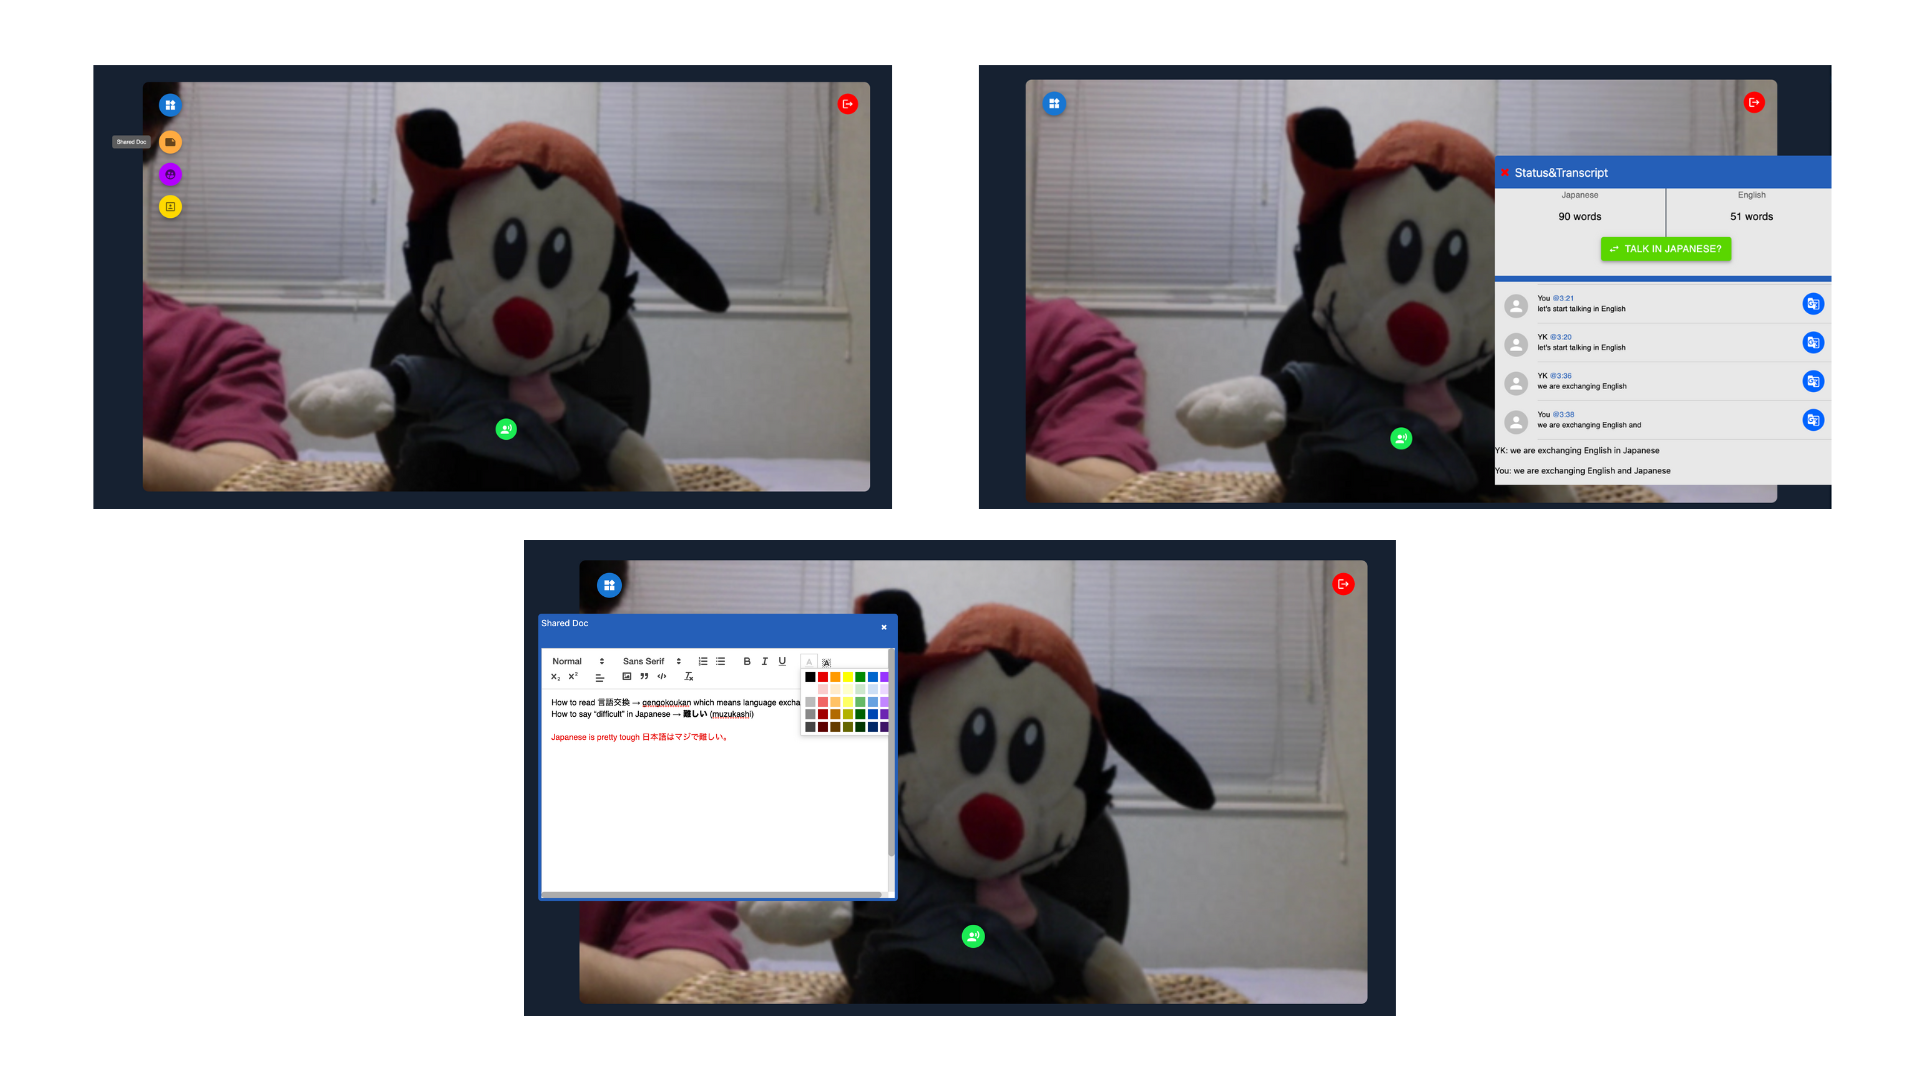 Shared Doc
Status&Transcript
Japanese
English
90 words
51 words
TALK IN JAPANESE?
You @3:21
let's start talking in English
YK @3:20
let's start talking in English
YK @3:36
we are exchanging English
You @3:38
we are exchanging English and
YK: we are exchanging English in Japanese
You: we are exchanging English and Japanese
Shared Doc
Normal
Sans Serif
How to read 言語交換 → gengokoukan which means language excha
How to say "difficult" in Japanese → 難しい (muzukashi)
Japanese is pretty tough 日本語はマジで難しい。